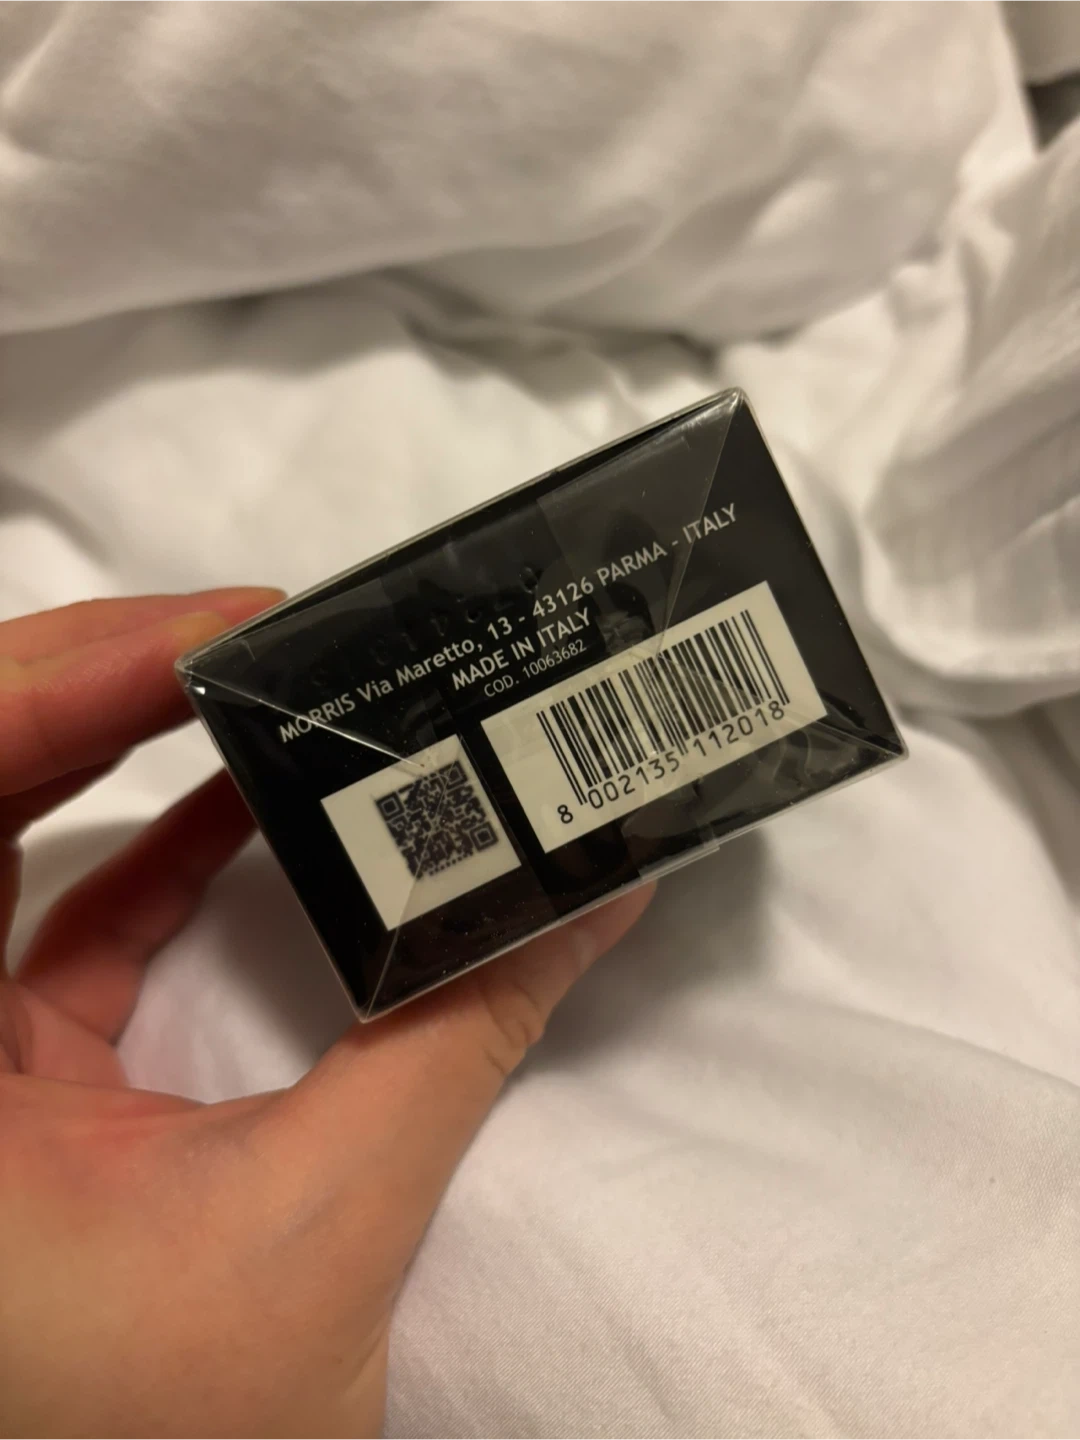 MORRIS Via Maretto, 13 - 43126 PARMA - ITALY
MADE IN ITALY
COD. 10063682
8 002135 112018